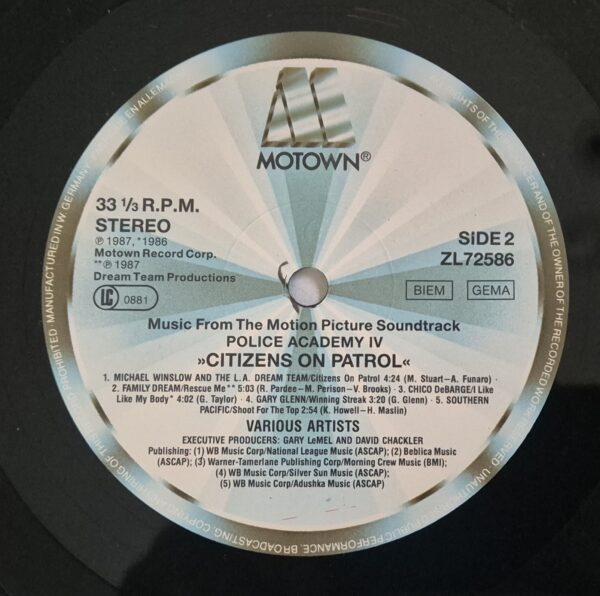 MOTOWN®
33 1/3 R.P.M.
STEREO
℗ 1987, *1986
Motown Record Corp.
**℗ 1987
Dream Team Productions
LC 0881
SIDE 2
ZL72586
BIEM GEMA
Music From The Motion Picture Soundtrack
POLICE ACADEMY IV
»CITIZENS ON PATROL«
1. MICHAEL WINSLOW AND THE L.A. DREAM TEAM/Citizens On Patrol 4:24 (M. Stuart–A. Funaro) ·
2. FAMILY DREAM/Rescue Me** 5:03 (R. Pardee–M. Perison–V. Brooks) · 3. CHICO DeBARGE/I Like
Like My Body* 4:02 (G. Taylor) · 4. GARY GLENN/Winning Streak 3:20 (G. Glenn) · 5. SOUTHERN
PACIFIC/Shoot For The Top 2:54 (K. Howell–H. Maslin)
VARIOUS ARTISTS
EXECUTIVE PRODUCERS: GARY LeMEL AND DAVID CHACKLER
Publishing: (1) WB Music Corp/National League Music (ASCAP); (2) Beblica Music
(ASCAP); (3) Warner-Tamerlane Publishing Corp/Morning Crew Music (BMI);
(4) WB Music Corp/Silver Sun Music (ASCAP);
(5) WB Music Corp/Adushka Music (ASCAP)
MANUFACTURED IN W. GERMANY
EN ALLEM
AND OF THE OWNER OF THE RECORDED WORK
PUBLIC PERFORMANCE, BROADCASTING, COPYING
PROHIBITED